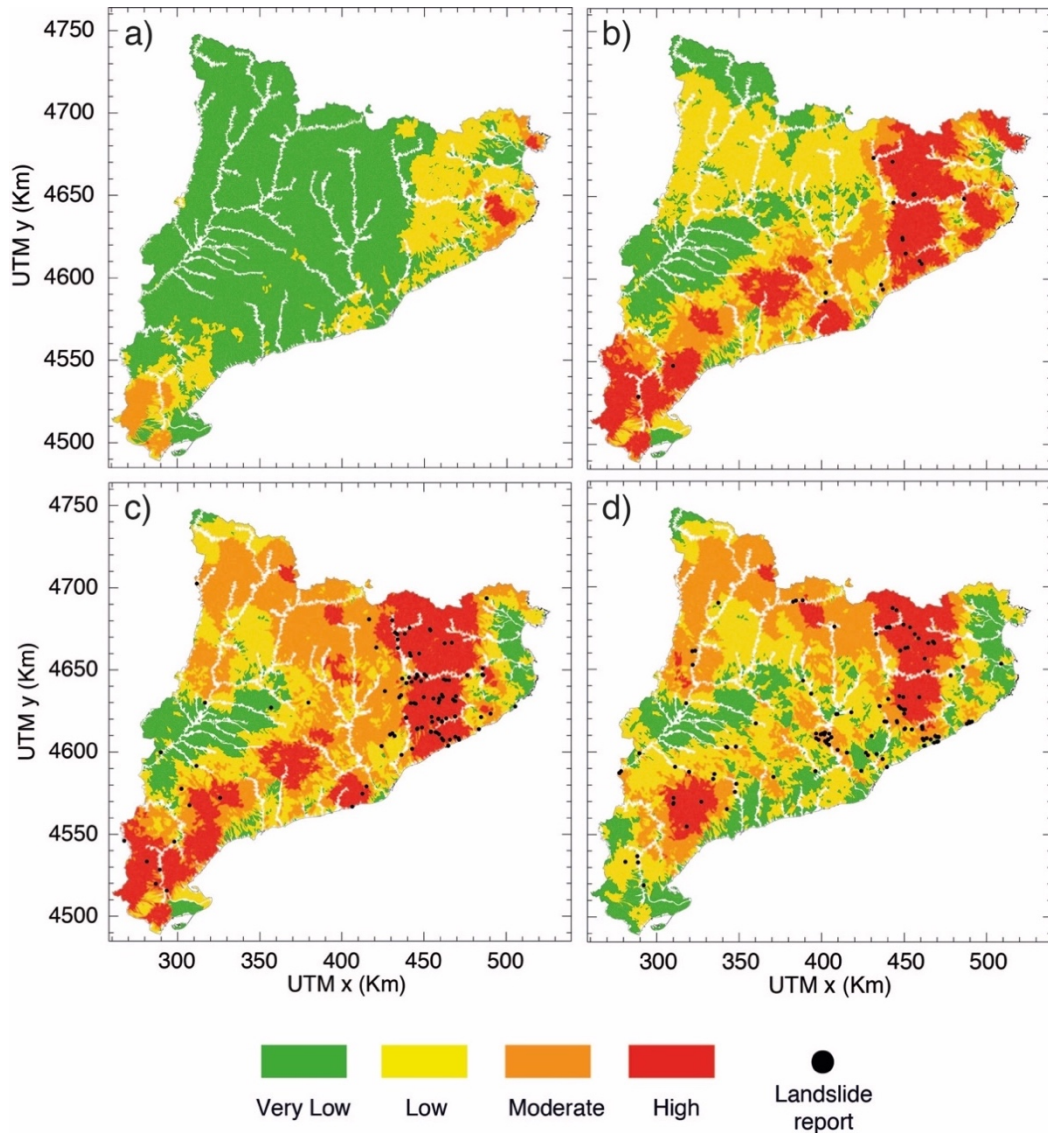 a)
b)
4750
4700
4650
4600
4550
4500
UTM y (Km)
c)
d)
4750
4700
4650
4600
4550
4500
UTM y (Km)
300 350 400 450 500
300 350 400 450 500
UTM x (Km)
UTM x (Km)
Very Low
Low
Moderate
High
Landslide
report